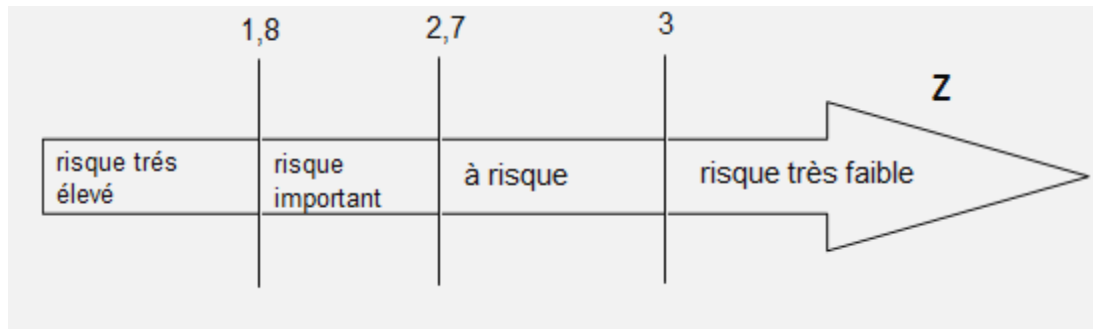 1,8
2,7
3
Z
risque trés
élevé
risque
important
à risque
risque très faible